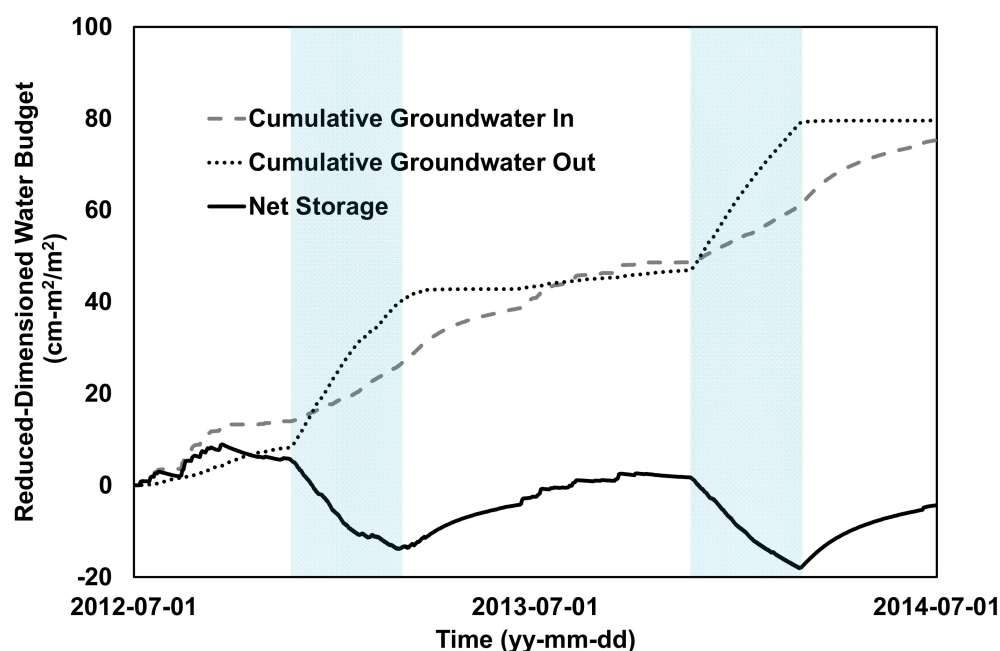 Reduced-Dimensioned Water Budget
(cm-m²/m²)
100
80
60
40
20
0
-20
Cumulative Groundwater In
Cumulative Groundwater Out
Net Storage
2012-07-01
2013-07-01
2014-07-01
Time (yy-mm-dd)